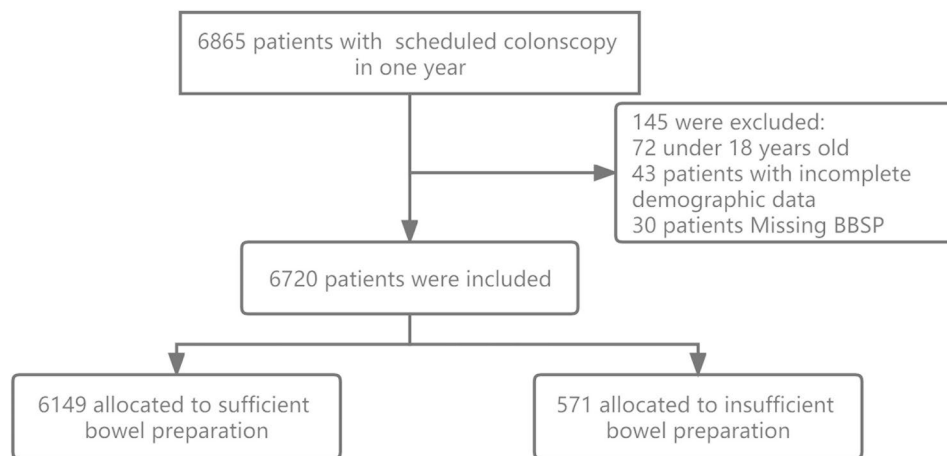 6865 patients with scheduled colonscopy
in one year
145 were excluded:
72 under 18 years old
43 patients with incomplete
demographic data
30 patients Missing BBSP
6720 patients were included
6149 allocated to sufficient
bowel preparation
571 allocated to insufficient
bowel preparation